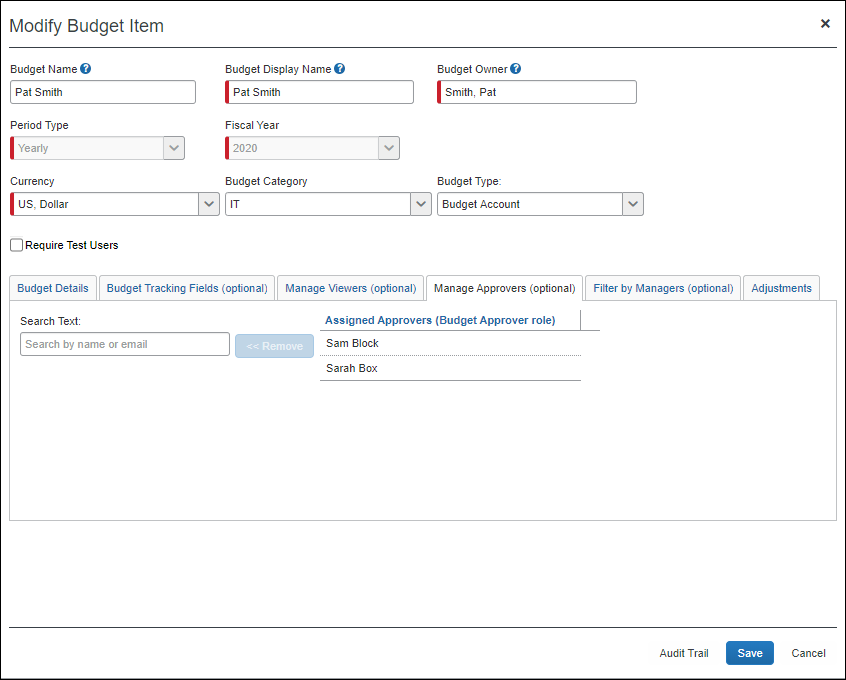 Modify Budget Item ×
Budget Name ? Budget Display Name ? Budget Owner ?
Pat Smith Pat Smith Smith, Pat
Period Type Fiscal Year
Yearly 2020
Currency Budget Category Budget Type:
US, Dollar IT Budget Account
Require Test Users
Budget Details Budget Tracking Fields (optional) Manage Viewers (optional) Manage Approvers (optional) Filter by Managers (optional) Adjustments
Search Text: Assigned Approvers (Budget Approver role)
Search by name or email << Remove Sam Block
Sarah Box
Audit Trail Save Cancel